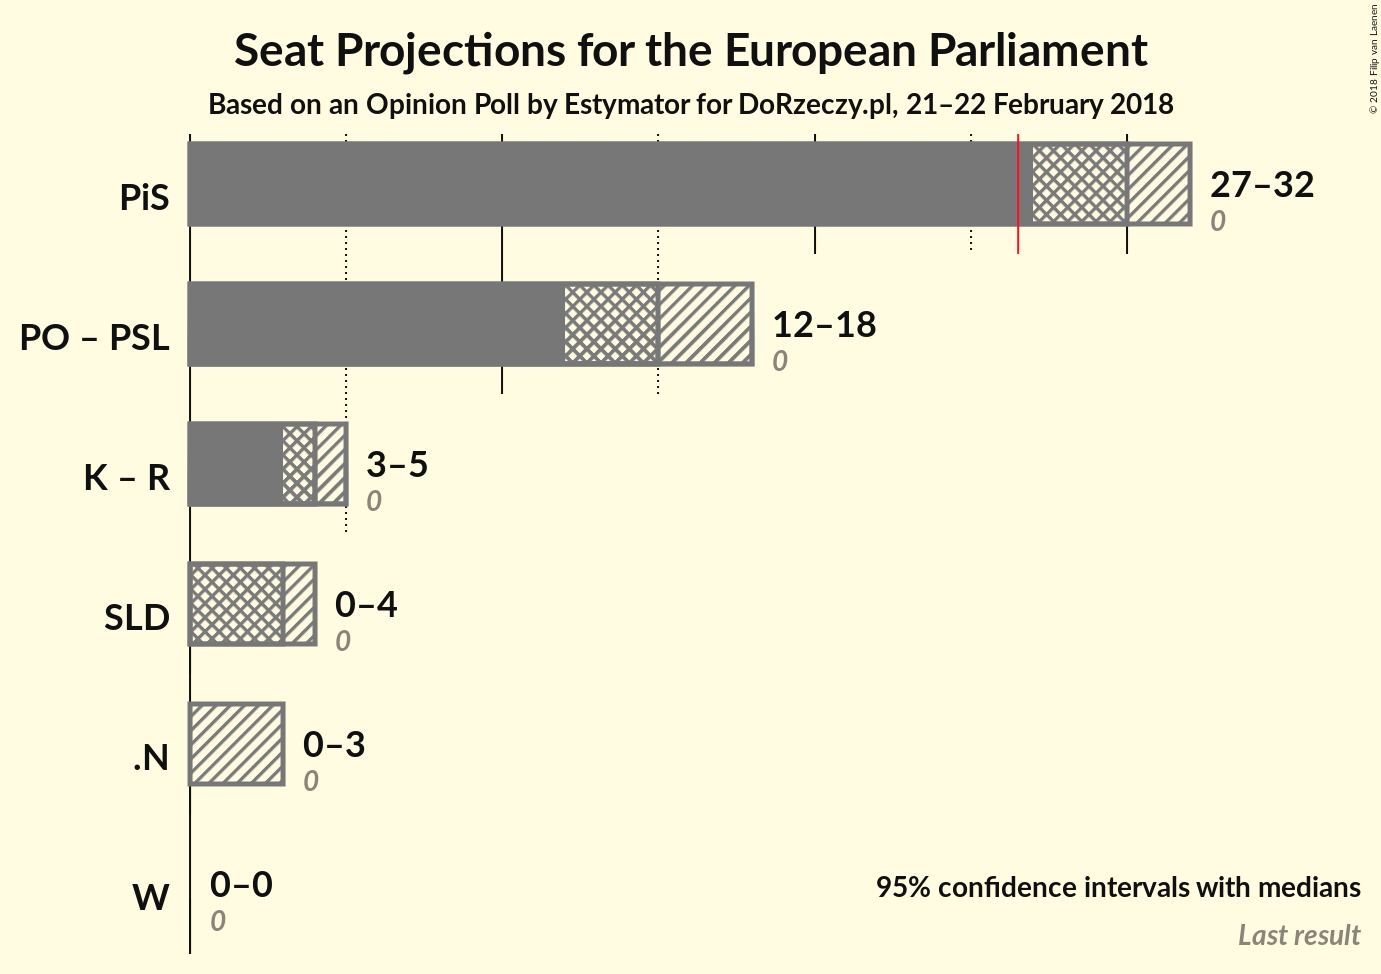 Seat Projections for the European Parliament
Based on an Opinion Poll by Estymator for DoRzeczy.pl, 21–22 February 2018
© 2018 Filip van Laenen
PiS
27–32
0
PO – PSL
12–18
0
K – R
3–5
0
SLD
0–4
0
.N
0–3
0
W
0–0
0
95% confidence intervals with medians
Last result